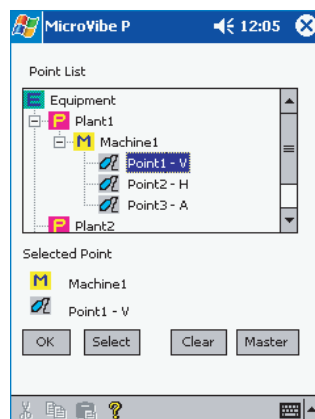 MicroVibe P 12:05
Point List
E Equipment
P Plant1
M Machine1
Point1 - V
Point2 - H
Point3 - A
P Plant2
Selected Point
M Machine1
Point1 - V
OK Select Clear Master
?